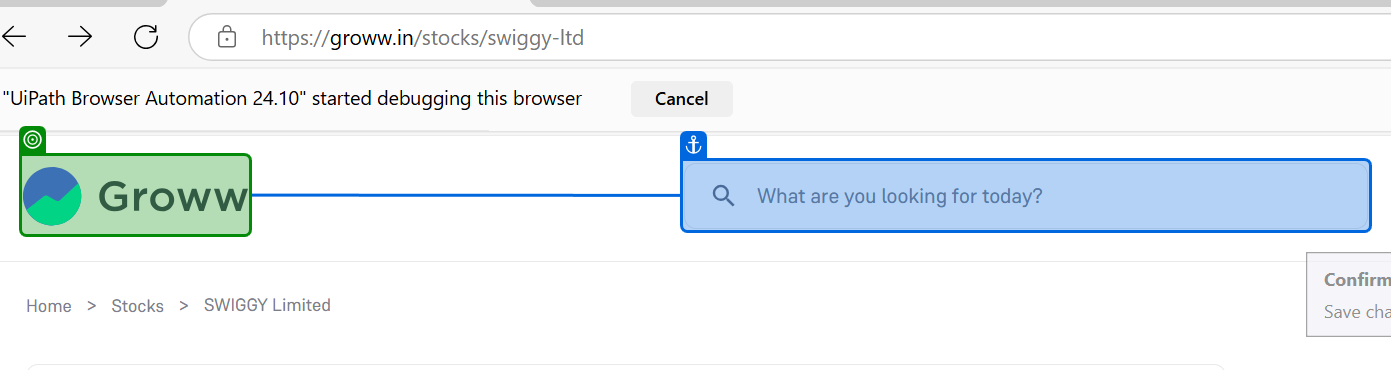 https://groww.in/stocks/swiggy-ltd
"UiPath Browser Automation 24.10" started debugging this browser Cancel
Groww What are you looking for today?
Home > Stocks > SWIGGY Limited
Confirm
Save cha